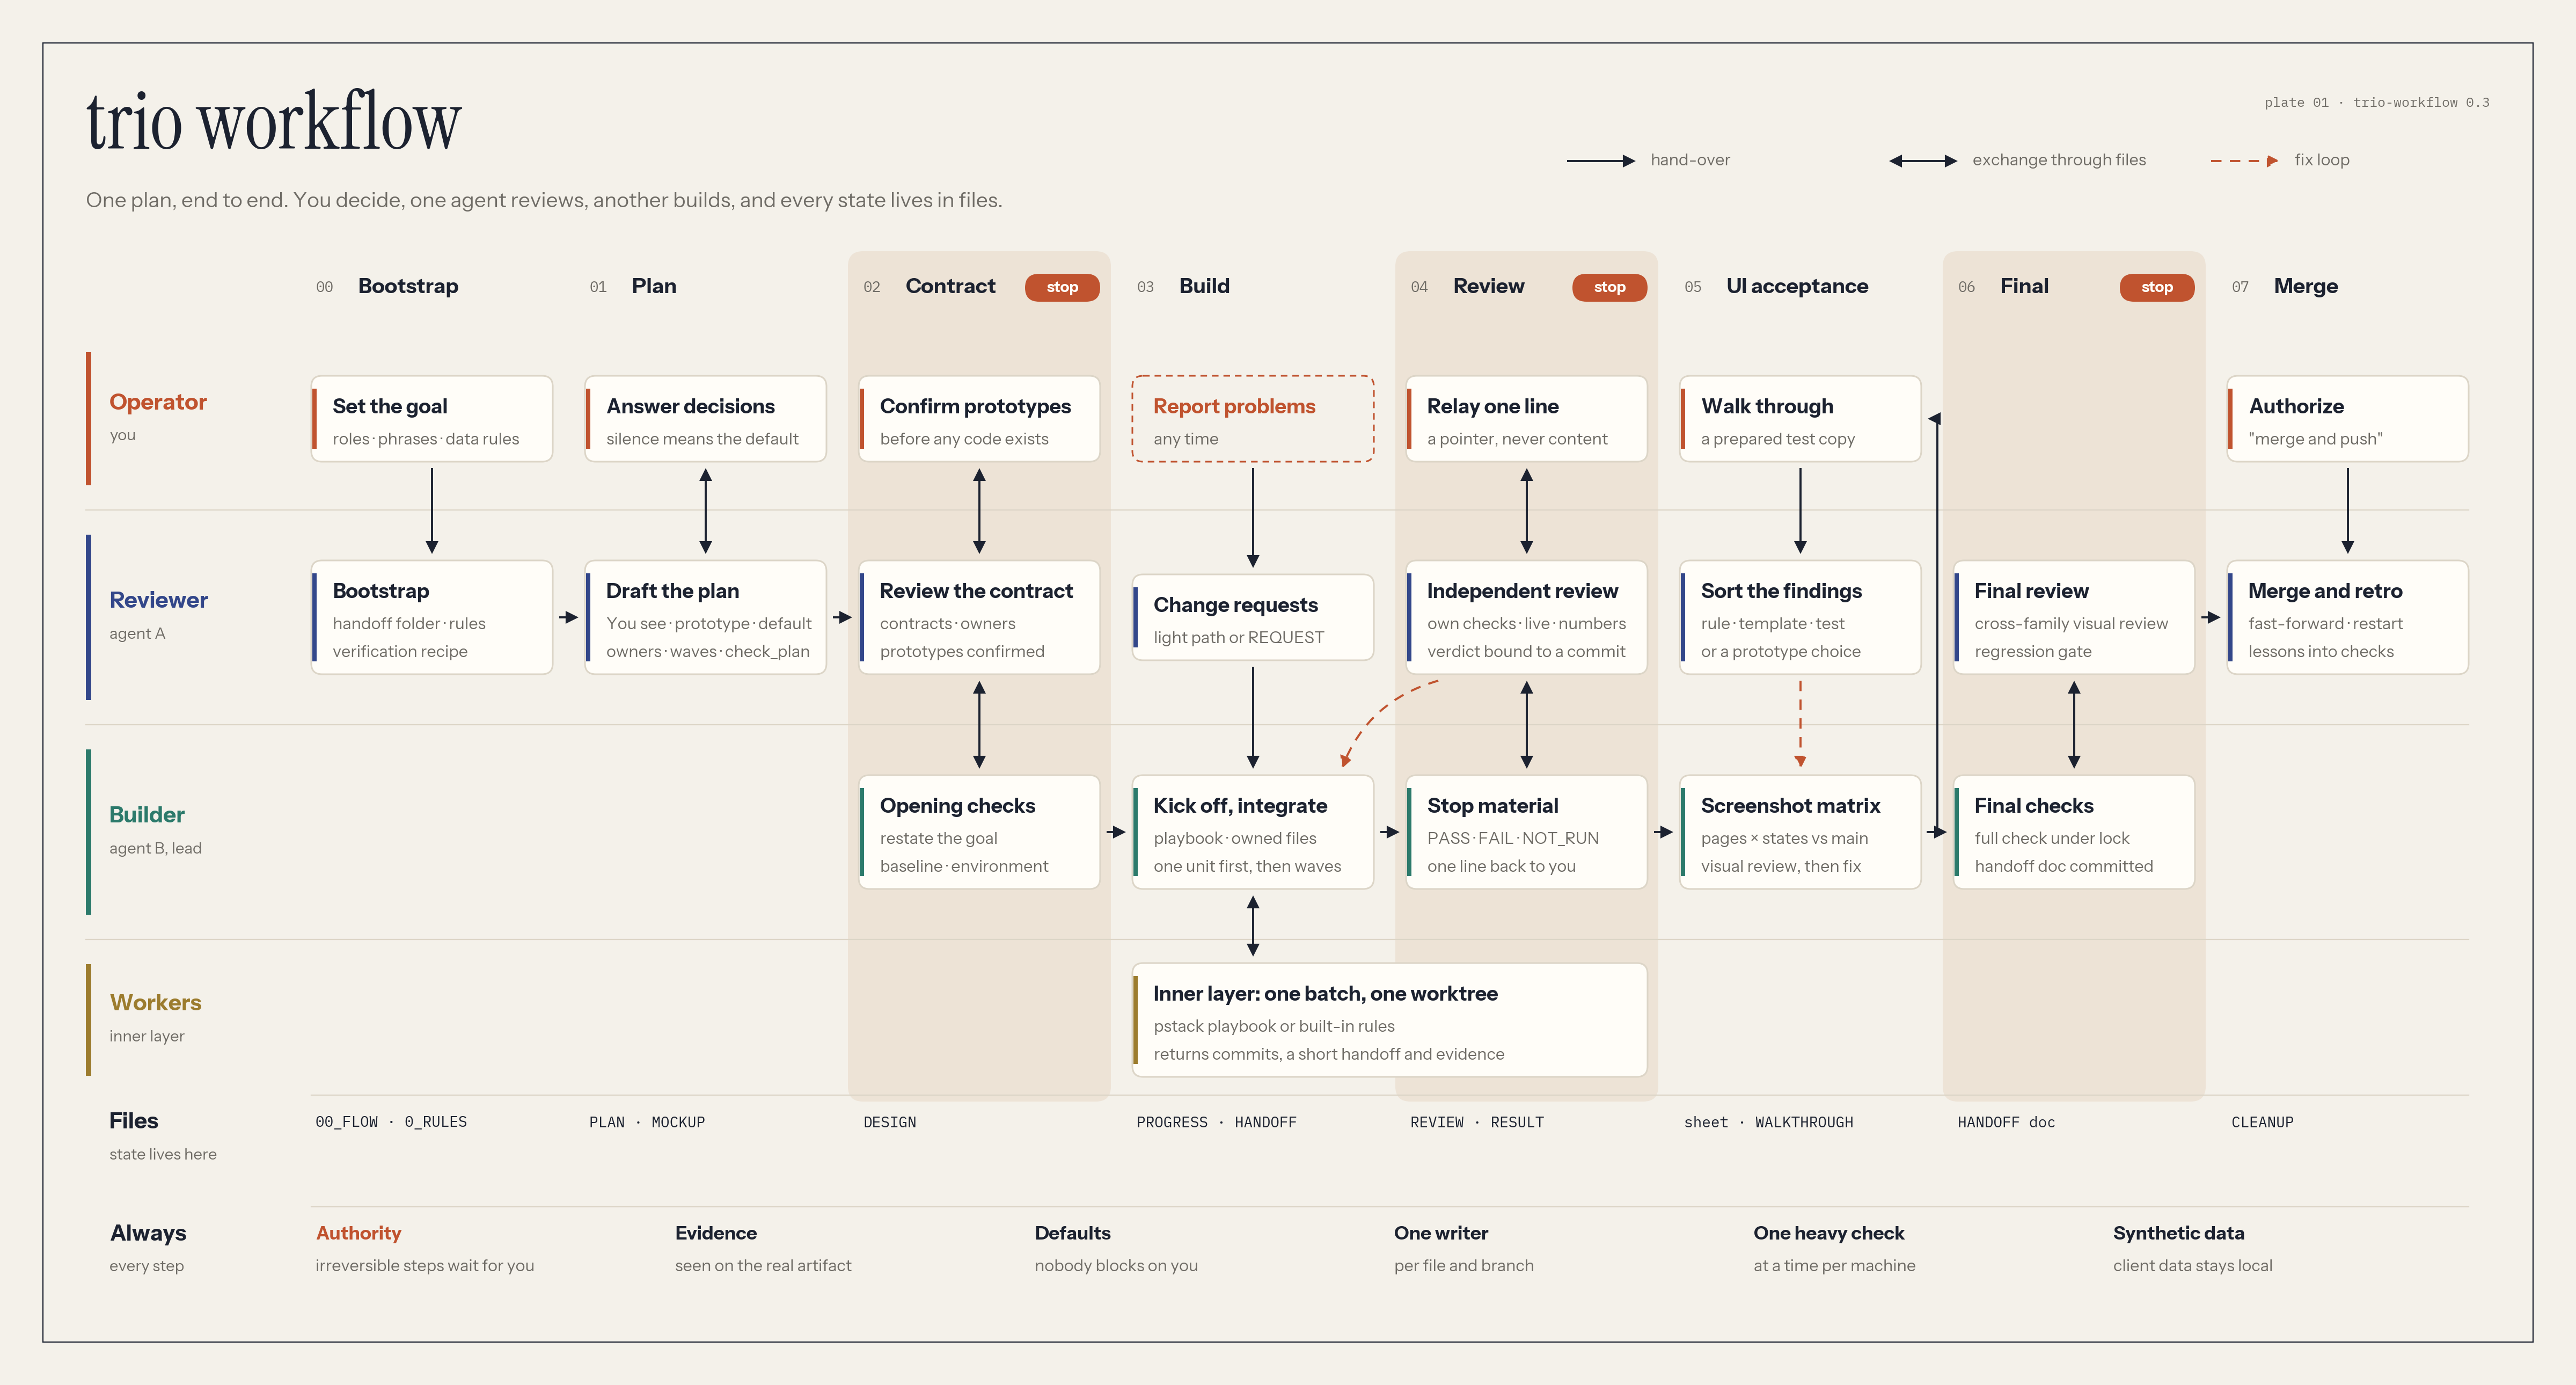 trio workflow
plate 01 · trio-workflow 0.3
hand-over
exchange through files
fix loop
One plan, end to end. You decide, one agent reviews, another builds, and every state lives in files.
00 Bootstrap
01 Plan
02 Contract
stop
03 Build
04 Review
stop
05 UI acceptance
06 Final
stop
07 Merge
Operator
you
Set the goal
roles · phrases · data rules
Answer decisions
silence means the default
Confirm prototypes
before any code exists
Report problems
any time
Relay one line
a pointer, never content
Walk through
a prepared test copy
Authorize
"merge and push"
Reviewer
agent A
Bootstrap
handoff folder · rules
verification recipe
Draft the plan
You see · prototype · default
owners · waves · check_plan
Review the contract
contracts · owners
prototypes confirmed
Change requests
light path or REQUEST
Independent review
own checks · live · numbers
verdict bound to a commit
Sort the findings
rule · template · test
or a prototype choice
Final review
cross-family visual review
regression gate
Merge and retro
fast-forward · restart
lessons into checks
Builder
agent B, lead
Opening checks
restate the goal
baseline · environment
Kick off, integrate
playbook · owned files
one unit first, then waves
Stop material
PASS · FAIL · NOT_RUN
one line back to you
Screenshot matrix
pages × states vs main
visual review, then fix
Final checks
full check under lock
handoff doc committed
Workers
inner layer
Inner layer: one batch, one worktree
pstack playbook or built-in rules
returns commits, a short handoff and evidence
Files
state lives here
00_FLOW · 0_RULES
PLAN · MOCKUP
DESIGN
PROGRESS · HANDOFF
REVIEW · RESULT
sheet · WALKTHROUGH
HANDOFF doc
CLEANUP
Always
every step
Authority
irreversible steps wait for you
Evidence
seen on the real artifact
Defaults
nobody blocks on you
One writer
per file and branch
One heavy check
at a time per machine
Synthetic data
client data stays local